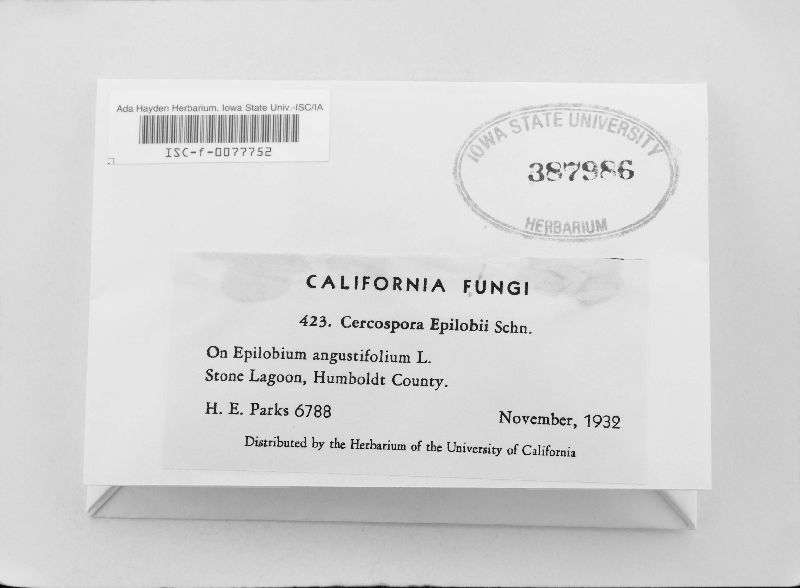 Ada Hayden Herbarium, Iowa State Univ.-ISC/IA
ISC-f-0077752
IOWA STATE UNIVERSITY
387986
HERBARIUM
CALIFORNIA FUNGI
423. Cercospora Epilobii Schn.
On Epilobium angustifolium L.
Stone Lagoon, Humboldt County.
H. E. Parks 6788
November, 1932
Distributed by the Herbarium of the University of California